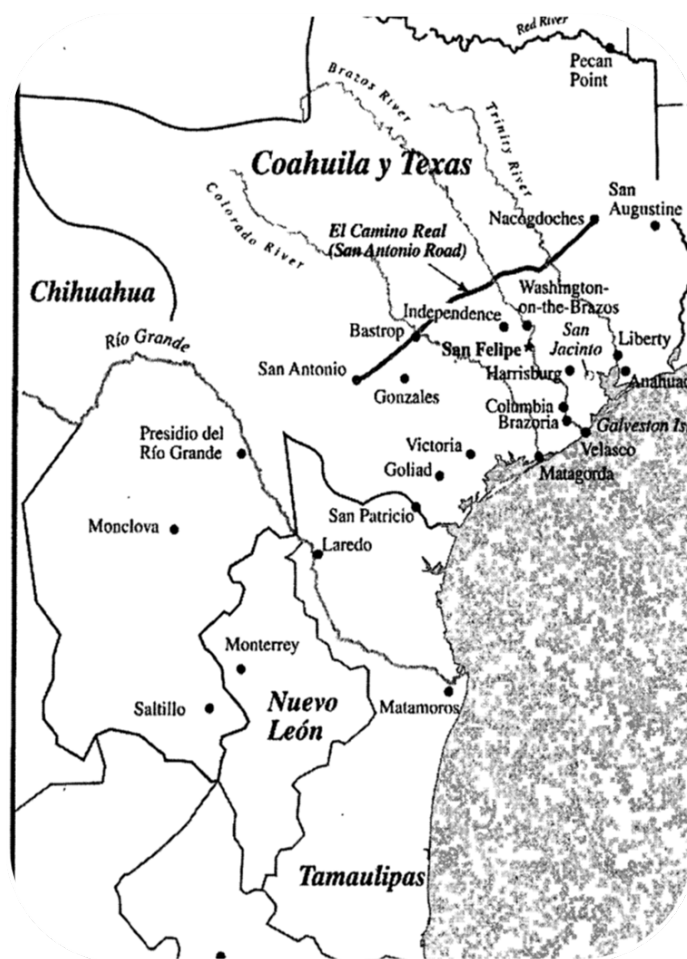 Red River
Pecan
Point
Brazos River
Trinity River
Coahuila y Texas
Colorado River
San
Augustine
Nacogdoches
El Camino Real
(San Antonio Road)
Chihuahua
Washington-
on-the-Brazos
Independence
Río Grande
Bastrop
San
Jacinto
San Felipe
Liberty
San Antonio
Harrisburg
Anahuac
Gonzales
Columbia
Brazoria
Galveston Is
Presidio del
Río Grande
Victoria
Velasco
Goliad
Matagorda
San Patricio
Monclova
Laredo
Monterrey
Nuevo
León
Saltillo
Matamoros
Tamaulipas